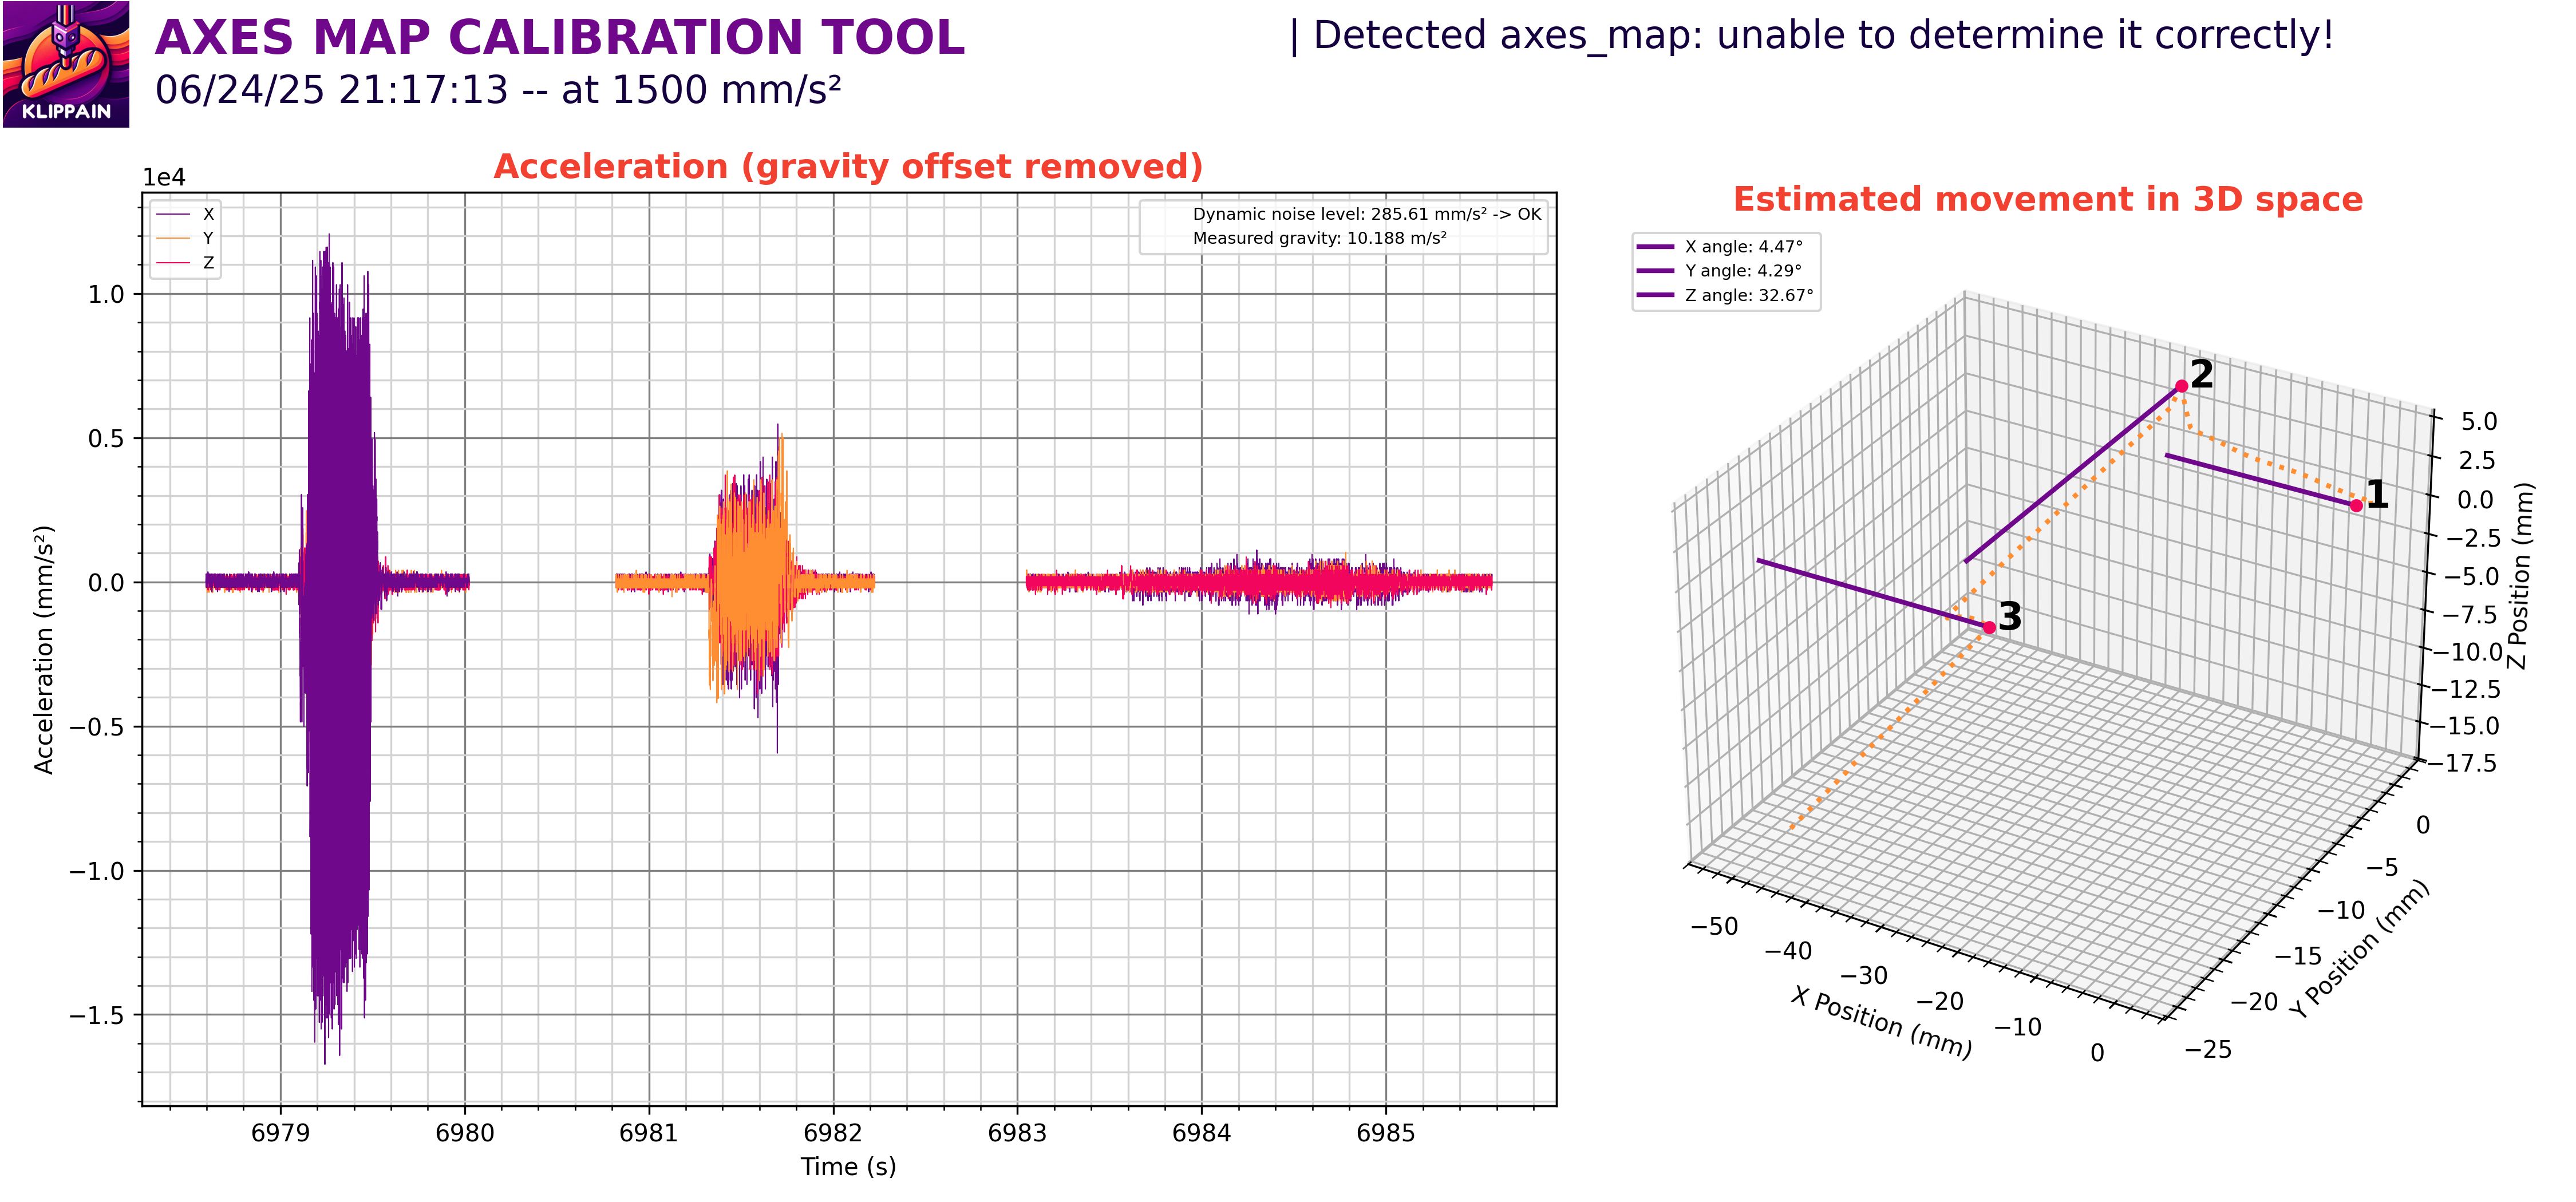 KLIPPAIN
AXES MAP CALIBRATION TOOL
06/24/25 21:17:13 -- at 1500 mm/s²
| Detected axes_map: unable to determine it correctly!
Acceleration (gravity offset removed)
1e4
X
Y
Z
Dynamic noise level: 285.61 mm/s² -> OK
Measured gravity: 10.188 m/s²
1.0
0.5
0.0
−0.5
−1.0
−1.5
Acceleration (mm/s²)
6979
6980
6981
6982
6983
6984
6985
Time (s)
Estimated movement in 3D space
X angle: 4.47°
Y angle: 4.29°
Z angle: 32.67°
2
1
3
5.0
2.5
0.0
−2.5
−5.0
−7.5
−10.0
−12.5
−15.0
−17.5
Z Position (mm)
0
−5
−10
−15
−20
−25
Y Position (mm)
−50
−40
−30
−20
−10
0
X Position (mm)